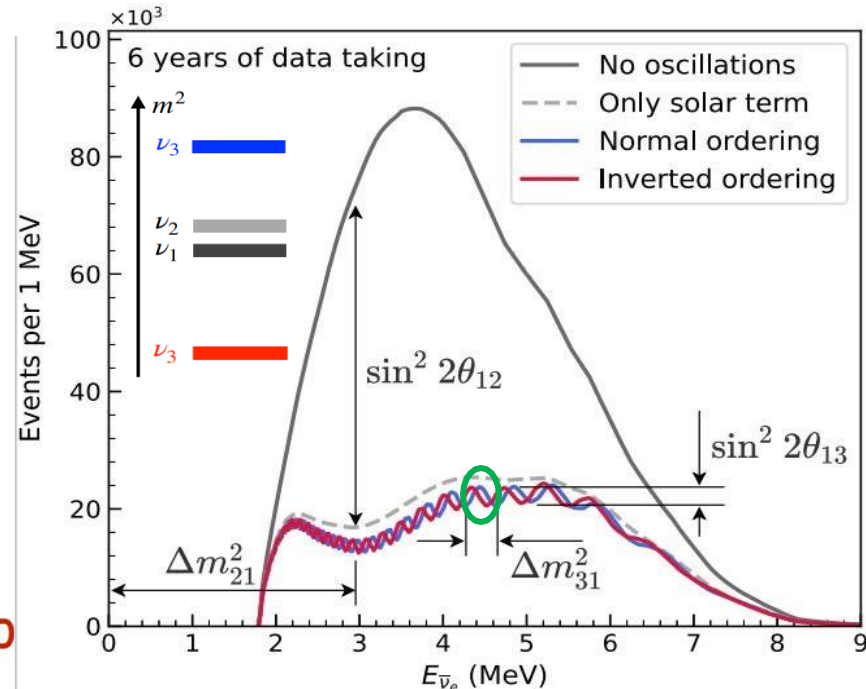 ×10³
6 years of data taking
m²
ν₃
ν₂
ν₁
ν₃
No oscillations
Only solar term
Normal ordering
Inverted ordering
sin² 2θ₁₂
sin² 2θ₁₃
Δm²₂₁
Δm²₃₁
100
80
60
40
20
0
Events per 1 MeV
0 1 2 3 4 5 6 7 8 9
E_ν̅ₑ (MeV)